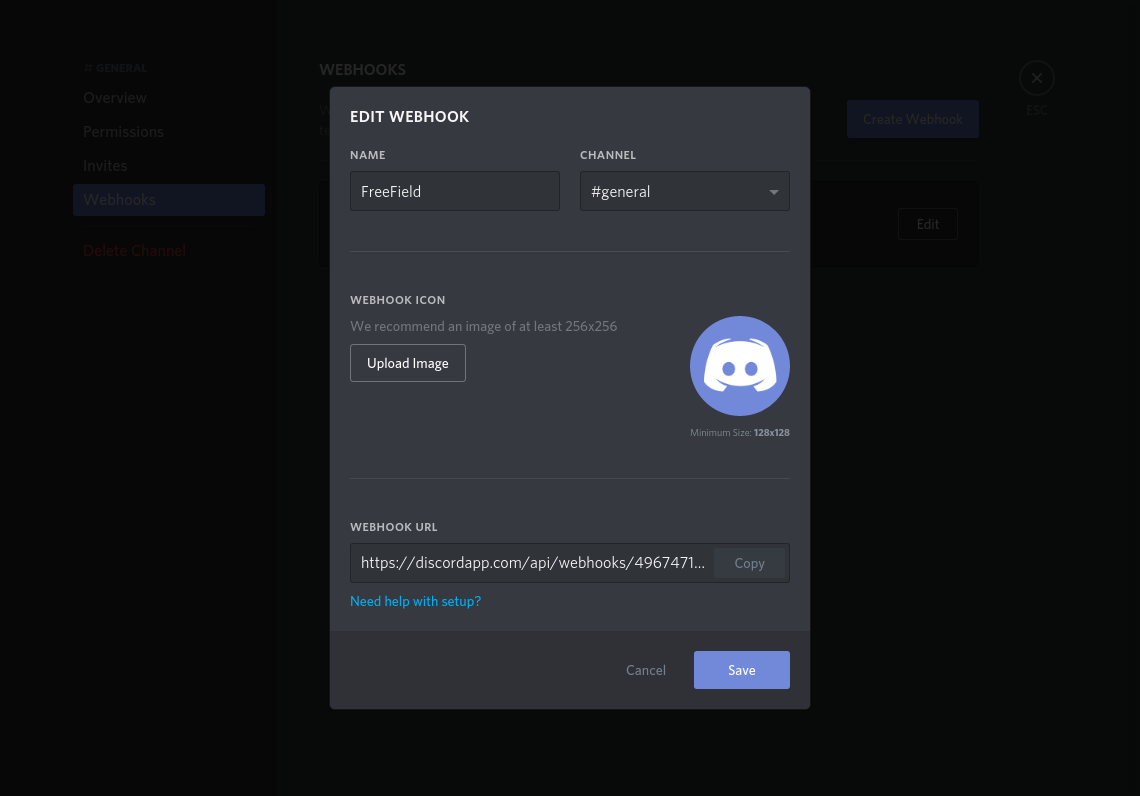 # GENERAL
Overview
Permissions
Invites
Webhooks
Delete Channel
WEBHOOKS
Create Webhook
ESC
Edit
EDIT WEBHOOK
NAME
CHANNEL
FreeField
#general
WEBHOOK ICON
We recommend an image of at least 256x256
Upload Image
Minimum Size: 128x128
WEBHOOK URL
https://discordapp.com/api/webhooks/4967471...
Copy
Need help with setup?
Cancel
Save